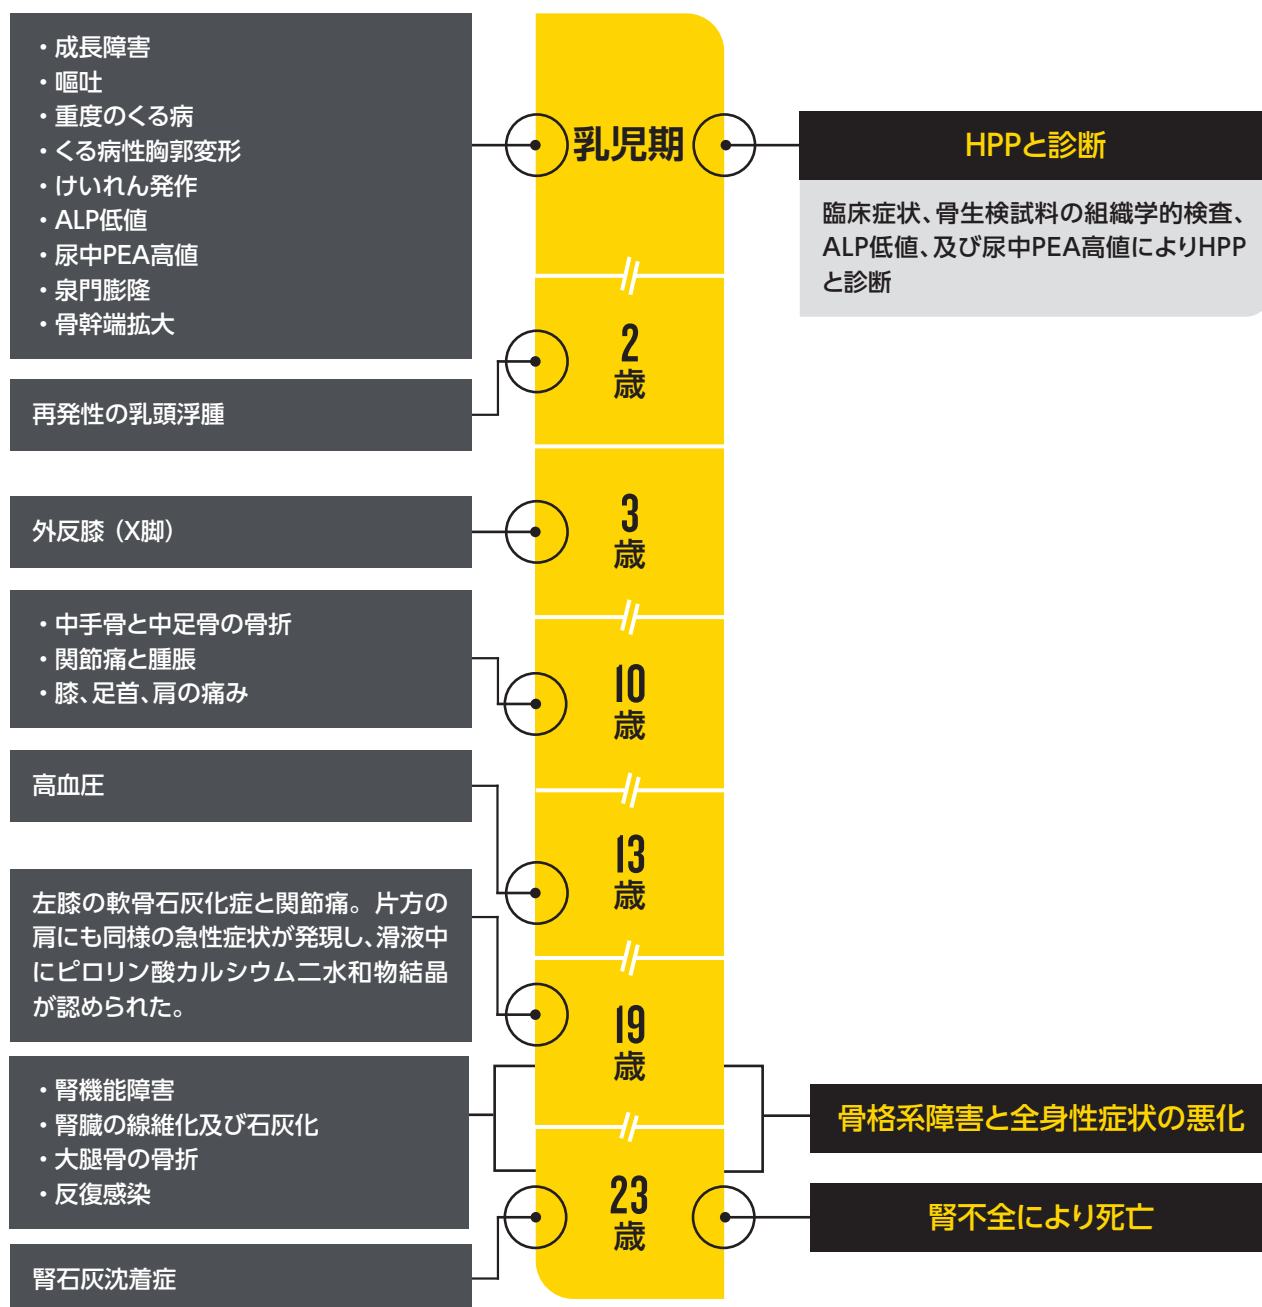 ・成長障害
・嘔吐
・重度のくる病
・くる病性胸郭変形
・けいれん発作
・ALP低値
・尿中PEA高値
・泉門膨隆
・骨幹端拡大
乳児期
HPPと診断
臨床症状、骨生検試料の組織学的検査、
ALP低値、及び尿中PEA高値によりHPP
と診断
再発性の乳頭浮腫
2
歳
外反膝（X脚）
3
歳
・中手骨と中足骨の骨折
・関節痛と腫脹
・膝、足首、肩の痛み
10
歳
高血圧
13
歳
左膝の軟骨石灰化症と関節痛。片方の
肩にも同様の急性症状が発現し、滑液中
にピロリン酸カルシウム二水和物結晶
が認められた。
19
歳
・腎機能障害
・腎臓の線維化及び石灰化
・大腿骨の骨折
・反復感染
骨格系障害と全身性症状の悪化
腎石灰沈着症
23
歳
腎不全により死亡